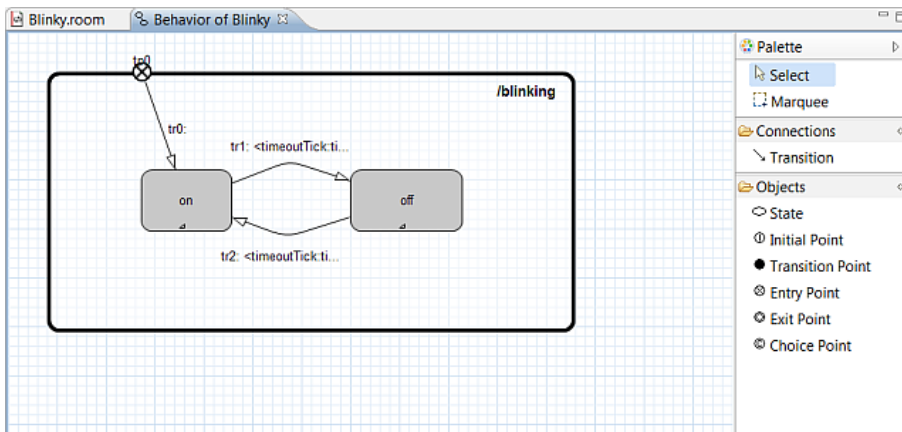 Blinky.room
Behavior of Blinky
tp0
/blinking
tr0:
tr1: <timeoutTick:ti...
on
off
tr2: <timeoutTick:ti...
Palette
Select
Marquee
Connections
Transition
Objects
State
Initial Point
Transition Point
Entry Point
Exit Point
Choice Point